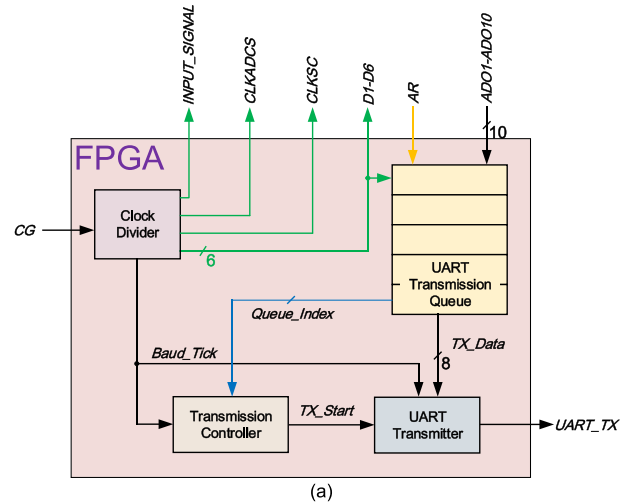 INPUT_SIGNAL
CLKADCS
CLKSC
D1-D6
AR
ADO1-ADO10
10
FPGA
CG
Clock
Divider
6
UART
Transmission
Queue
Queue_Index
TX_Data
8
Baud_Tick
Transmission
Controller
TX_Start
UART
Transmitter
UART_TX
(a)